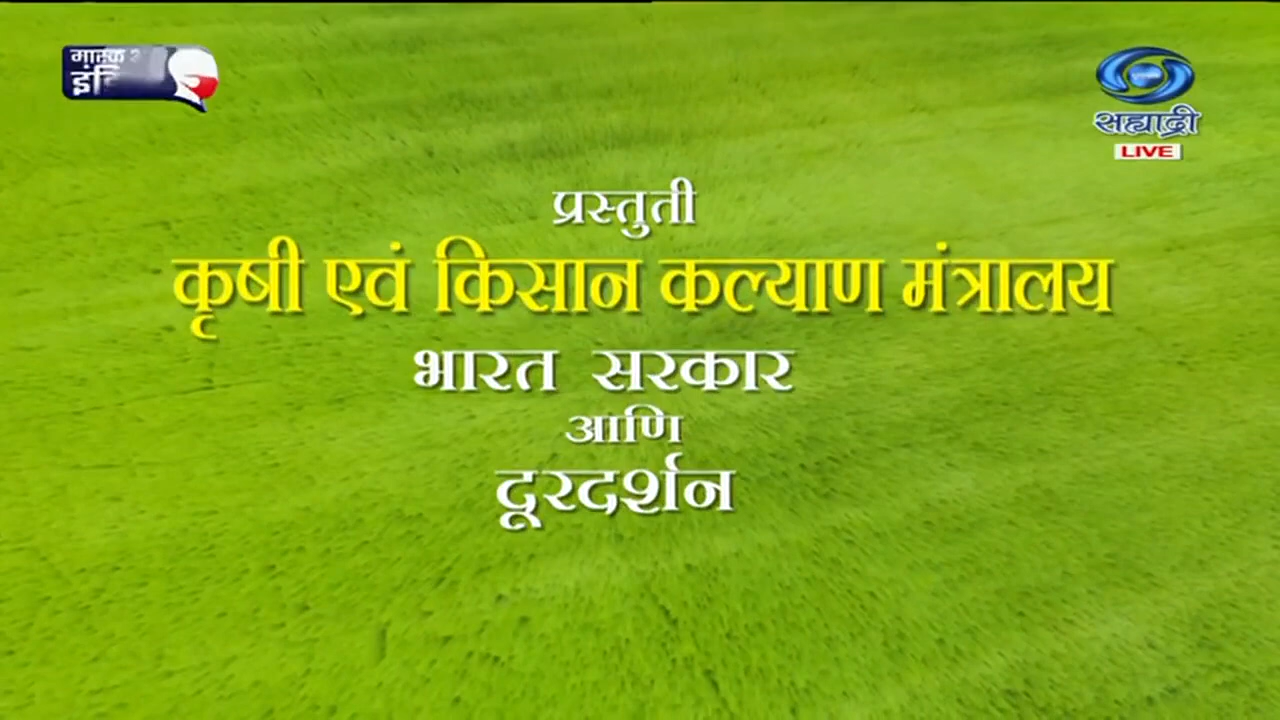 मास्क
सह्याद्री
LIVE
प्रस्तुती
कृषी एवं किसान कल्याण मंत्रालय
भारत सरकार
आणि
दूरदर्शन